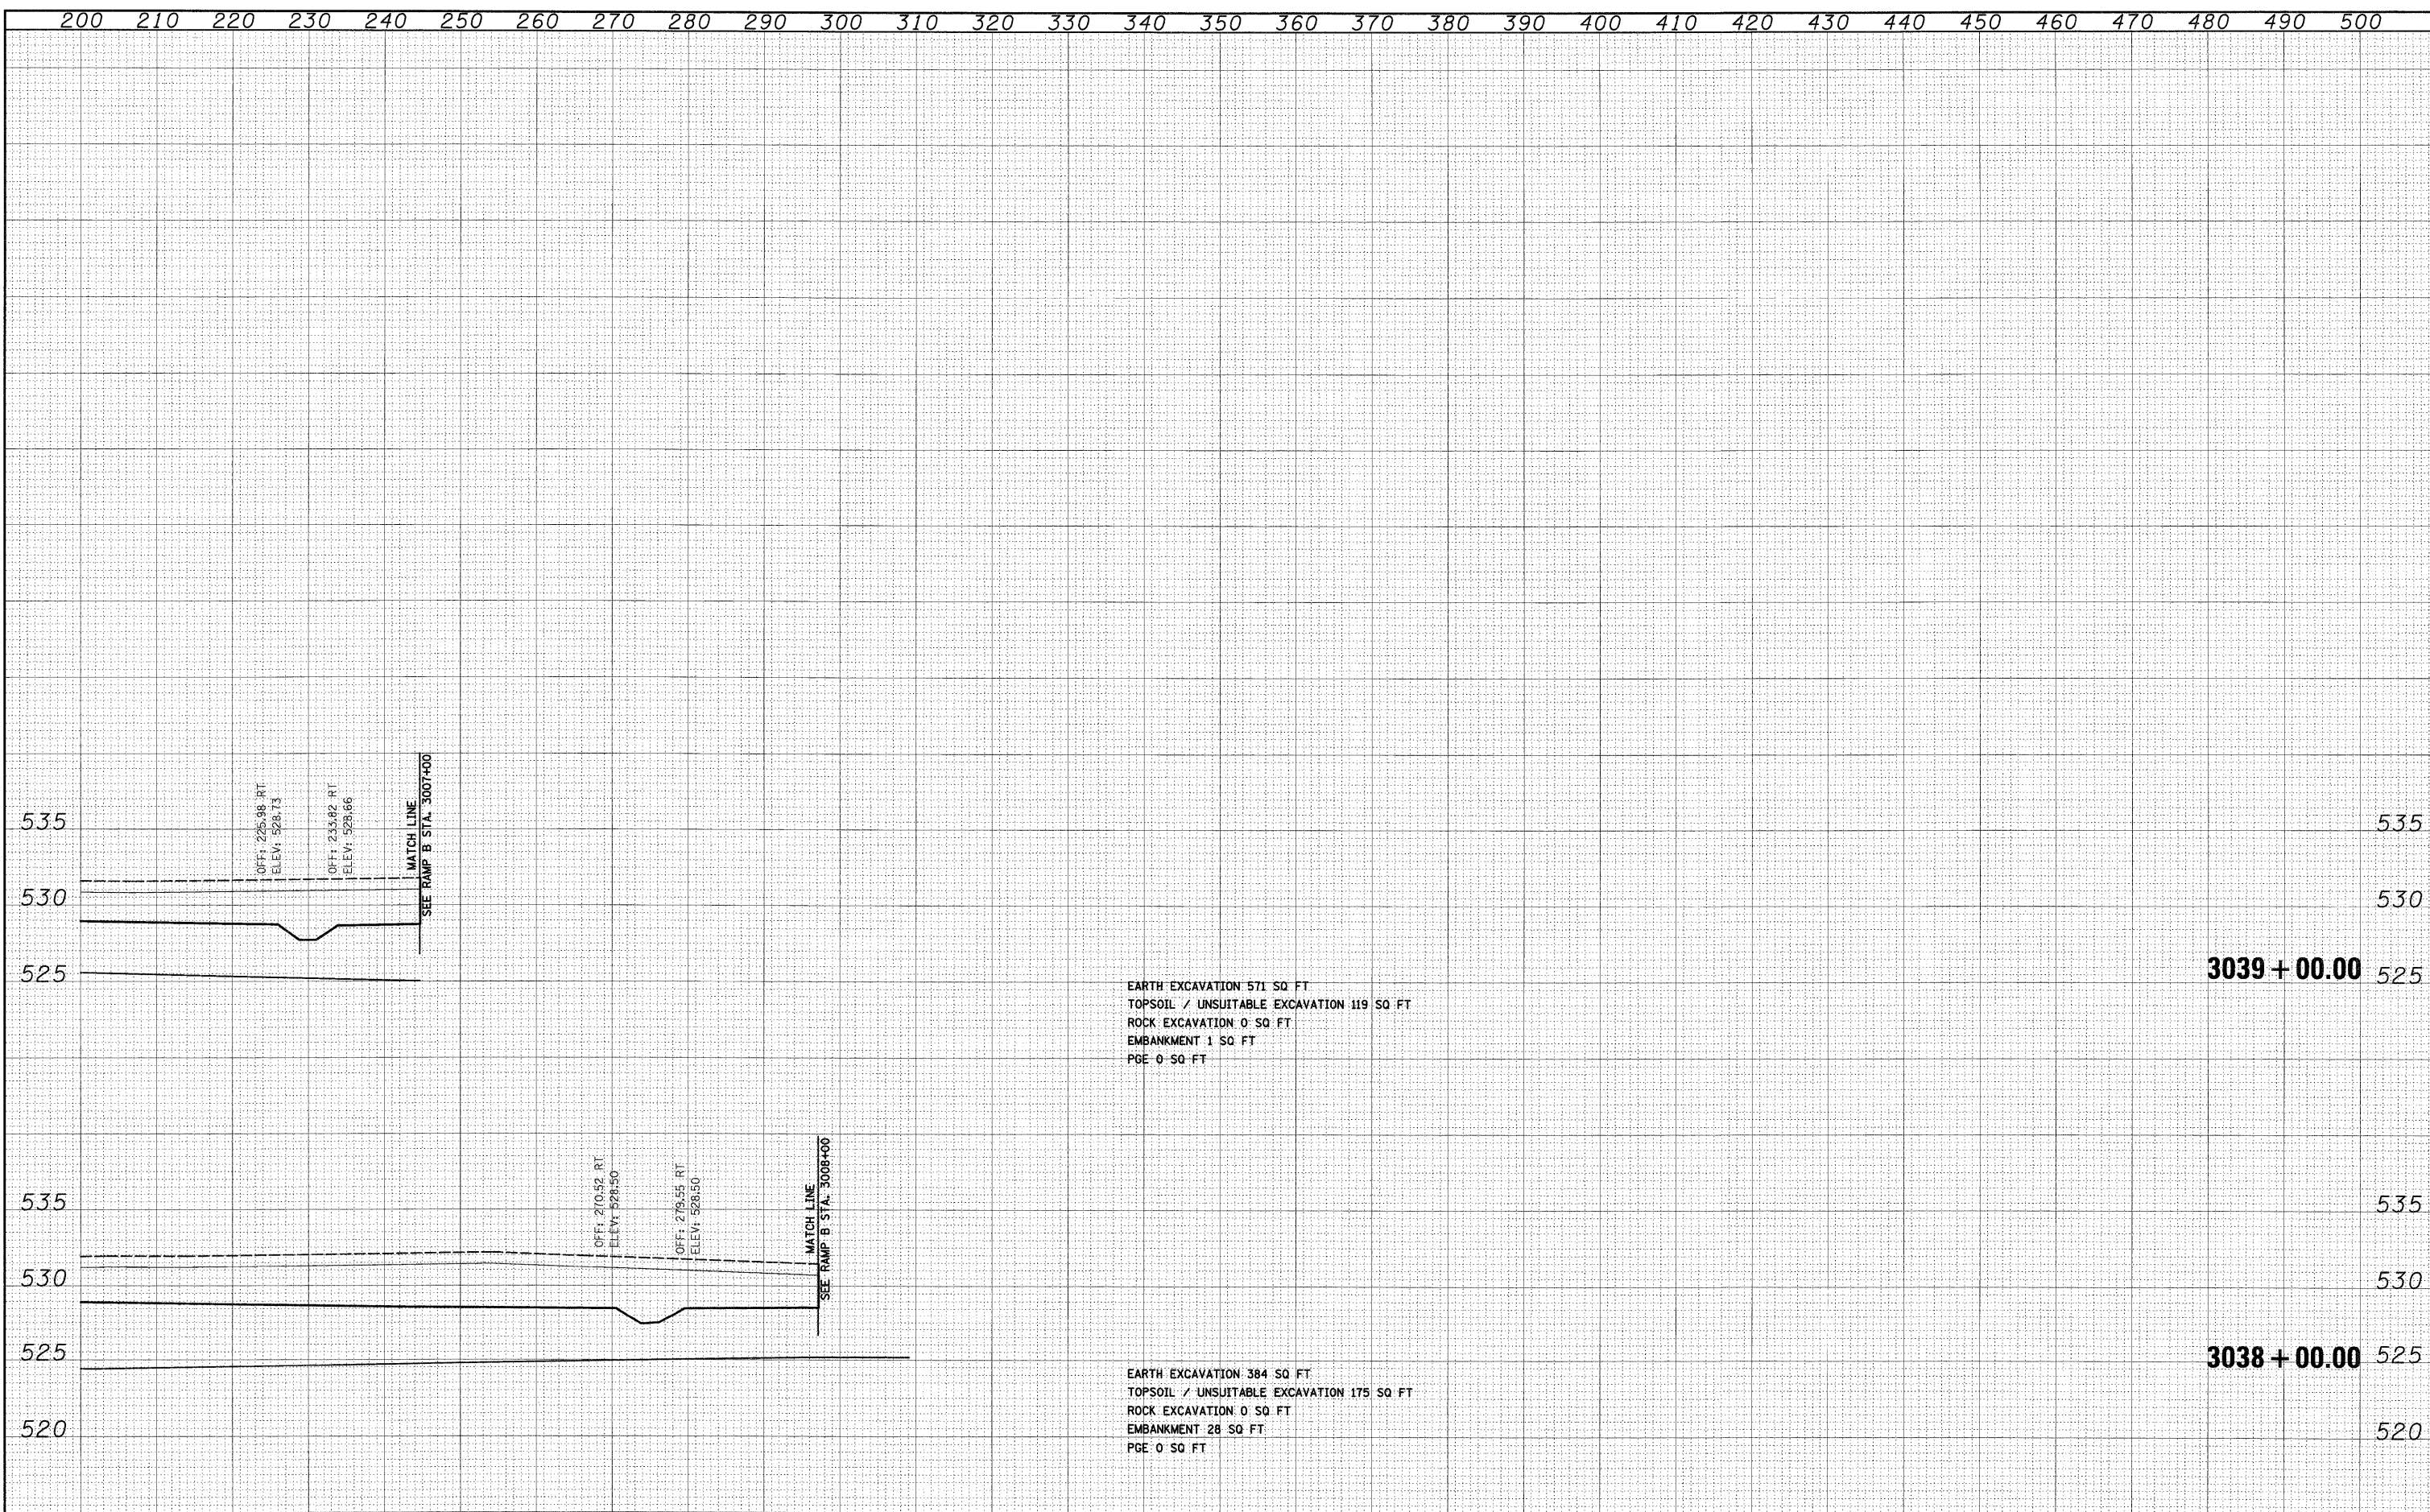 200 210 220 230 240 250 260 270 280 290 300 310 320 330 340 350 360 370 380 390 400 410 420 430 440 450 460 470 480 490 500
OFF: 225.98 RT
ELEV: 528.73
OFF: 233.82 RT
ELEV: 528.66
MATCH LINE
SEE RAMP B STA. 3007+00
535 535
530 530
525 3039+00.00 525
EARTH EXCAVATION 571 SQ FT
TOPSOIL / UNSUITABLE EXCAVATION 119 SQ FT
ROCK EXCAVATION 0 SQ FT
EMBANKMENT 1 SQ FT
PGE 0 SQ FT
OFF: 270.52 RT
ELEV: 528.50
OFF: 279.55 RT
ELEV: 528.50
MATCH LINE
SEE RAMP B STA. 3008+00
535 535
530 530
525 3038+00.00 525
EARTH EXCAVATION 384 SQ FT
TOPSOIL / UNSUITABLE EXCAVATION 175 SQ FT
ROCK EXCAVATION 0 SQ FT
EMBANKMENT 28 SQ FT
PGE 0 SQ FT
520 520